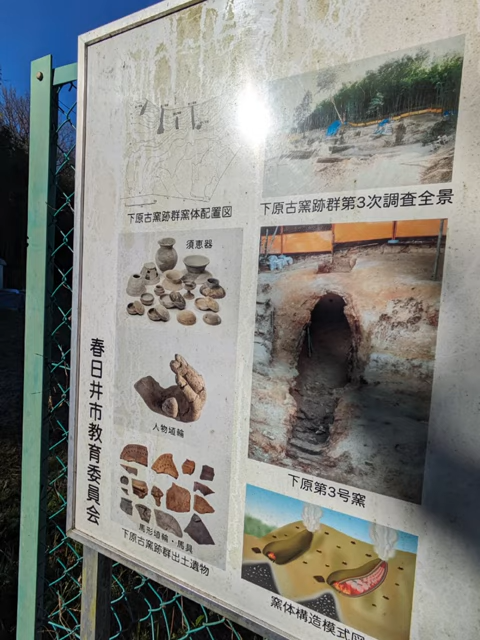 下原古窯跡群窯体配置図
須恵器
人物埴輪
馬形埴輪・馬具
下原古窯跡群出土遺物
春日井市教育委員会
下原古窯跡群第3次調査全景
下原第3号窯
窯体構造模式図